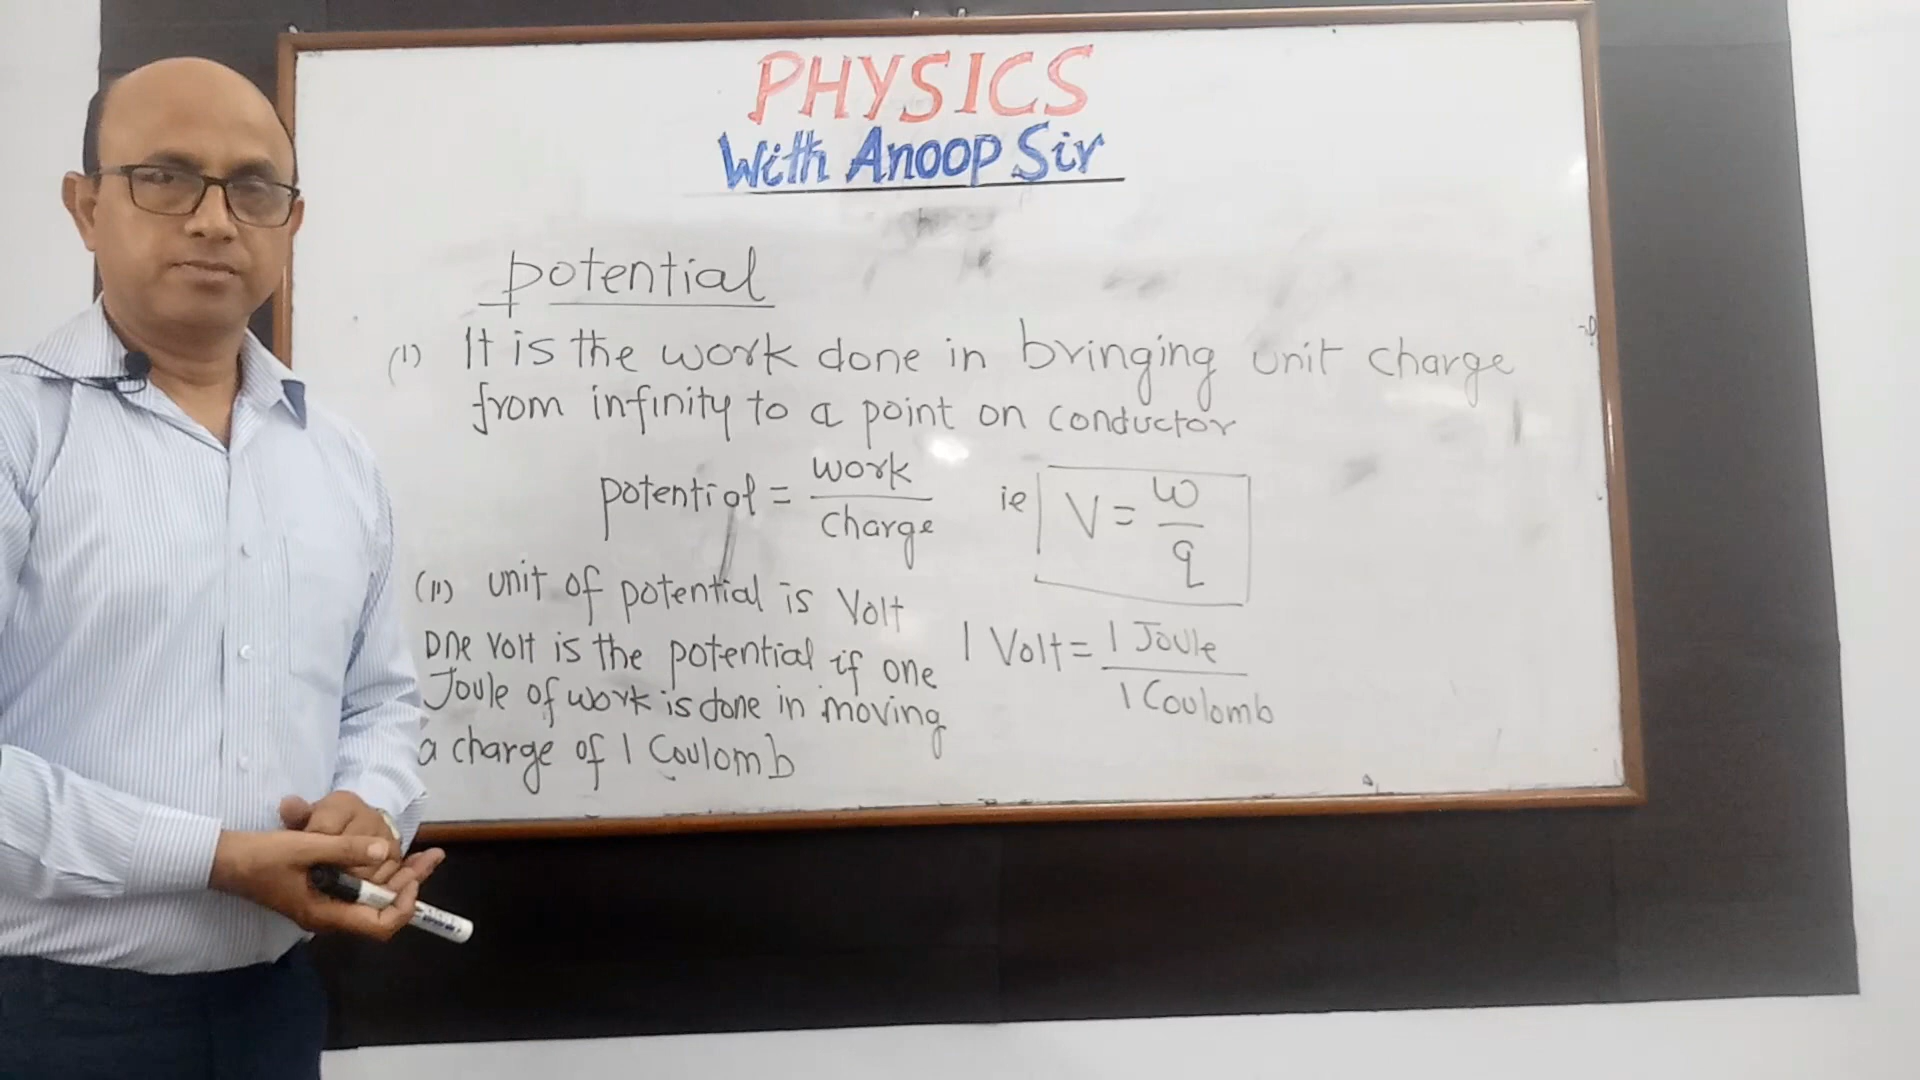 PHYSICS
With Anoop Sir
potential
(I) It is the work done in bringing unit charge
from infinity to a point on conductor
potential = work / charge ie V = w / q
(II) unit of potential is Volt
One volt is the potential if one
Joule of work is done in moving
a charge of 1 Coulomb
1 Volt = 1 Joule / 1 Coulomb